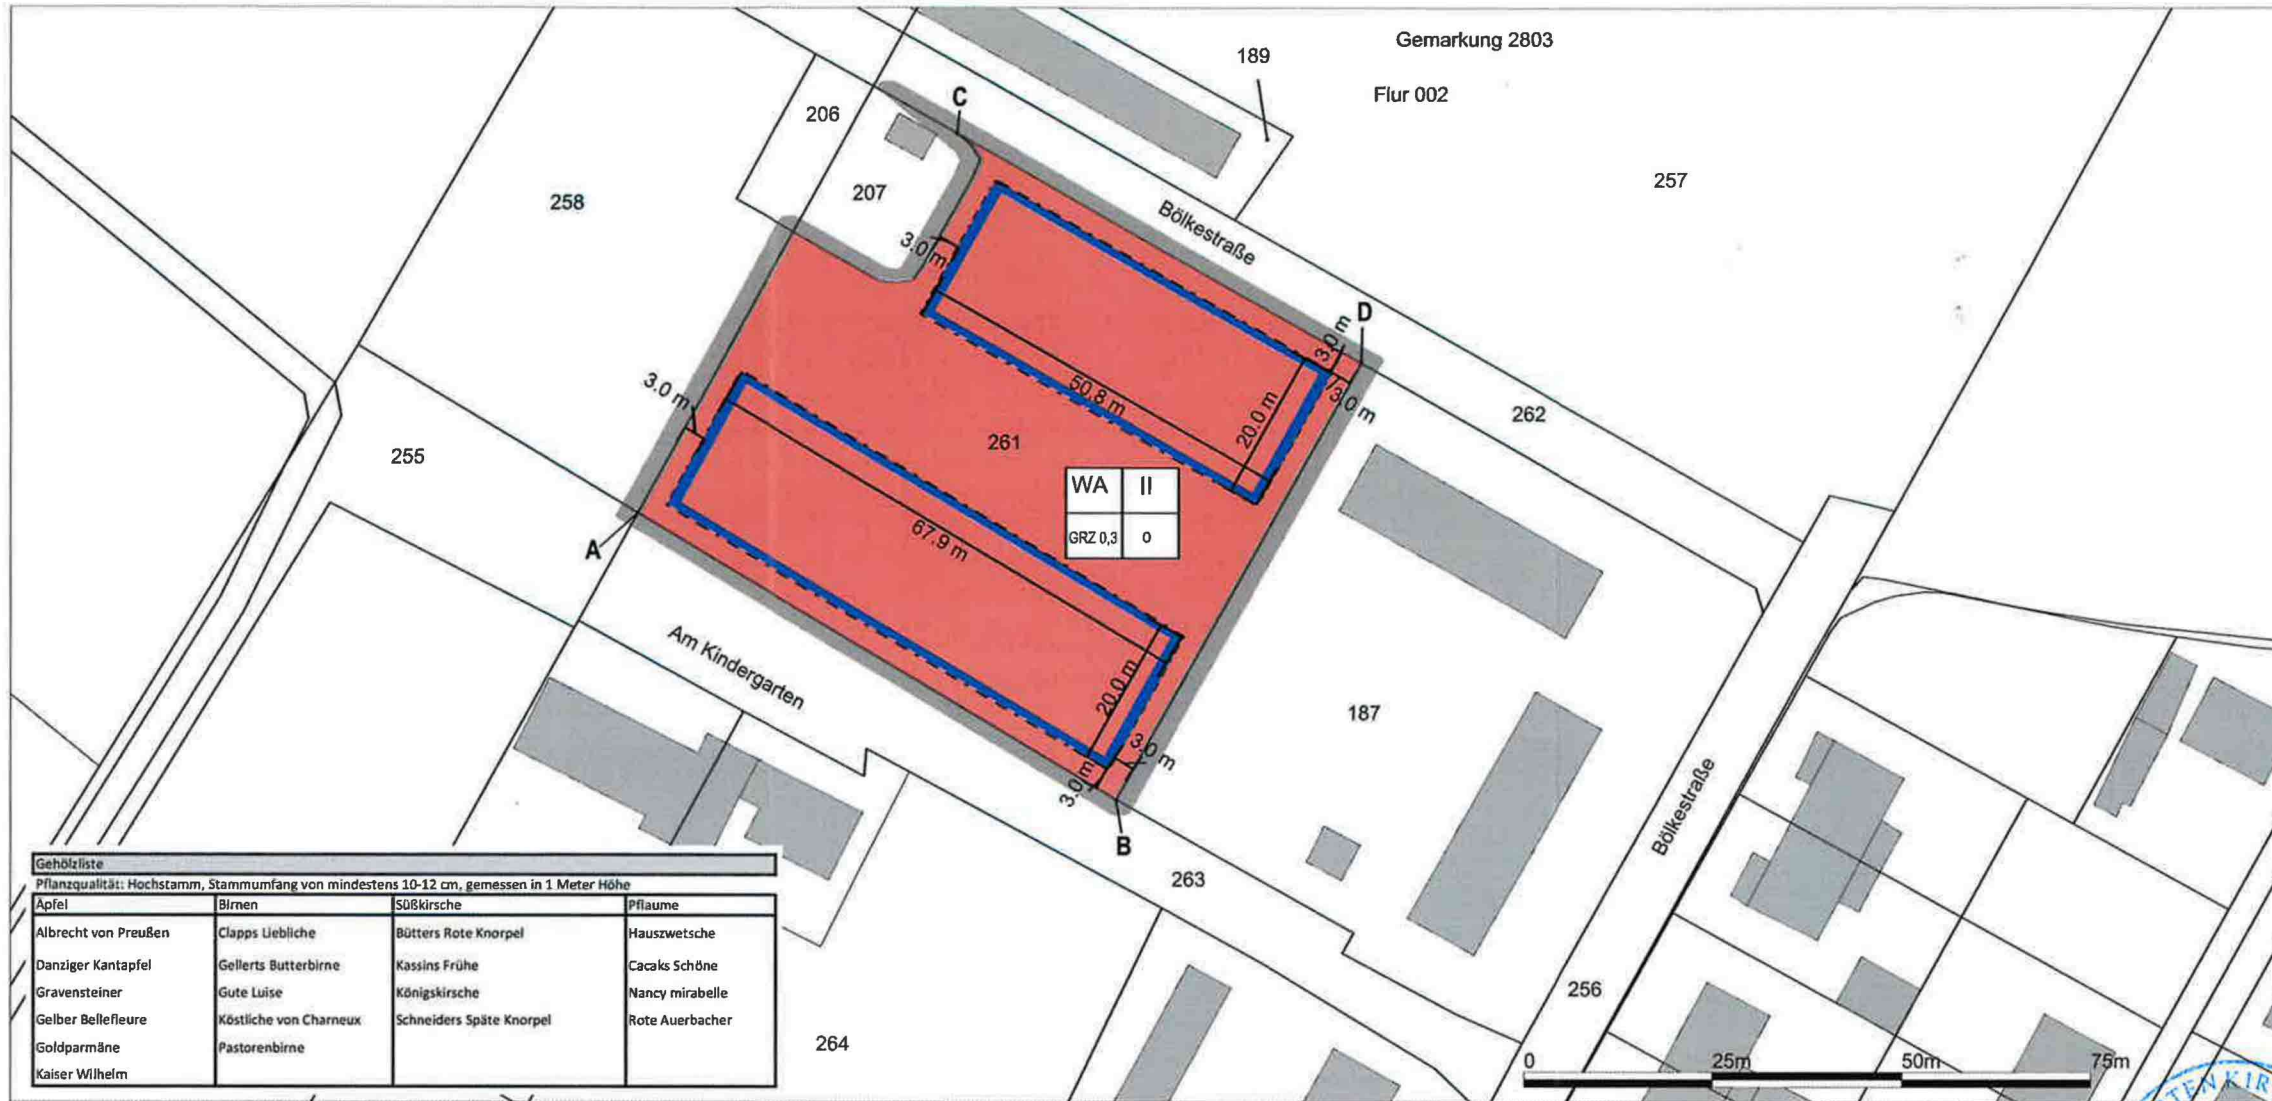 Gemarkung 2803
189
Flur 002
C
206
257
207
258
Bölkestraße
3.0 m
D
3.0 m
3.0 m
50.8 m
20.0 m
3.0 m
262
261
255
WA II
GRZ 0,3 o
67.9 m
A
Am Kindergarten
20.0 m
187
3.0 m
3.0 m
Bölkestraße
B
263
256
264
Gehölzliste
Pflanzqualität: Hochstamm, Stammumfang von mindestens 10-12 cm, gemessen in 1 Meter Höhe
Äpfel Birnen Süßkirsche Pflaume
Albrecht von Preußen Clapps Liebliche Bütters Rote Knorpel Hauszwetsche
Danziger Kantapfel Gellerts Butterbirne Kassins Frühe Cacaks Schöne
Gravensteiner Gute Luise Königskirsche Nancy mirabelle
Gelber Bellefleure Köstliche von Charneux Schneiders Späte Knorpel Rote Auerbacher
Goldparmäne Pastorenbirne
Kaiser Wilhelm
0 25m 50m 75m